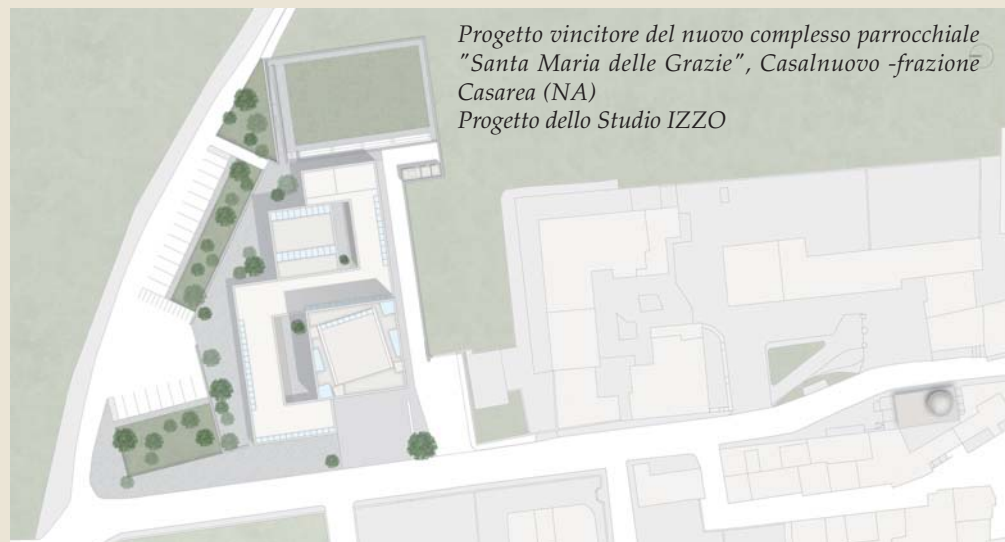 Progetto vincitore del nuovo complesso parrocchiale
"Santa Maria delle Grazie", Casalnuovo -frazione
Casarea (NA)
Progetto dello Studio IZZO